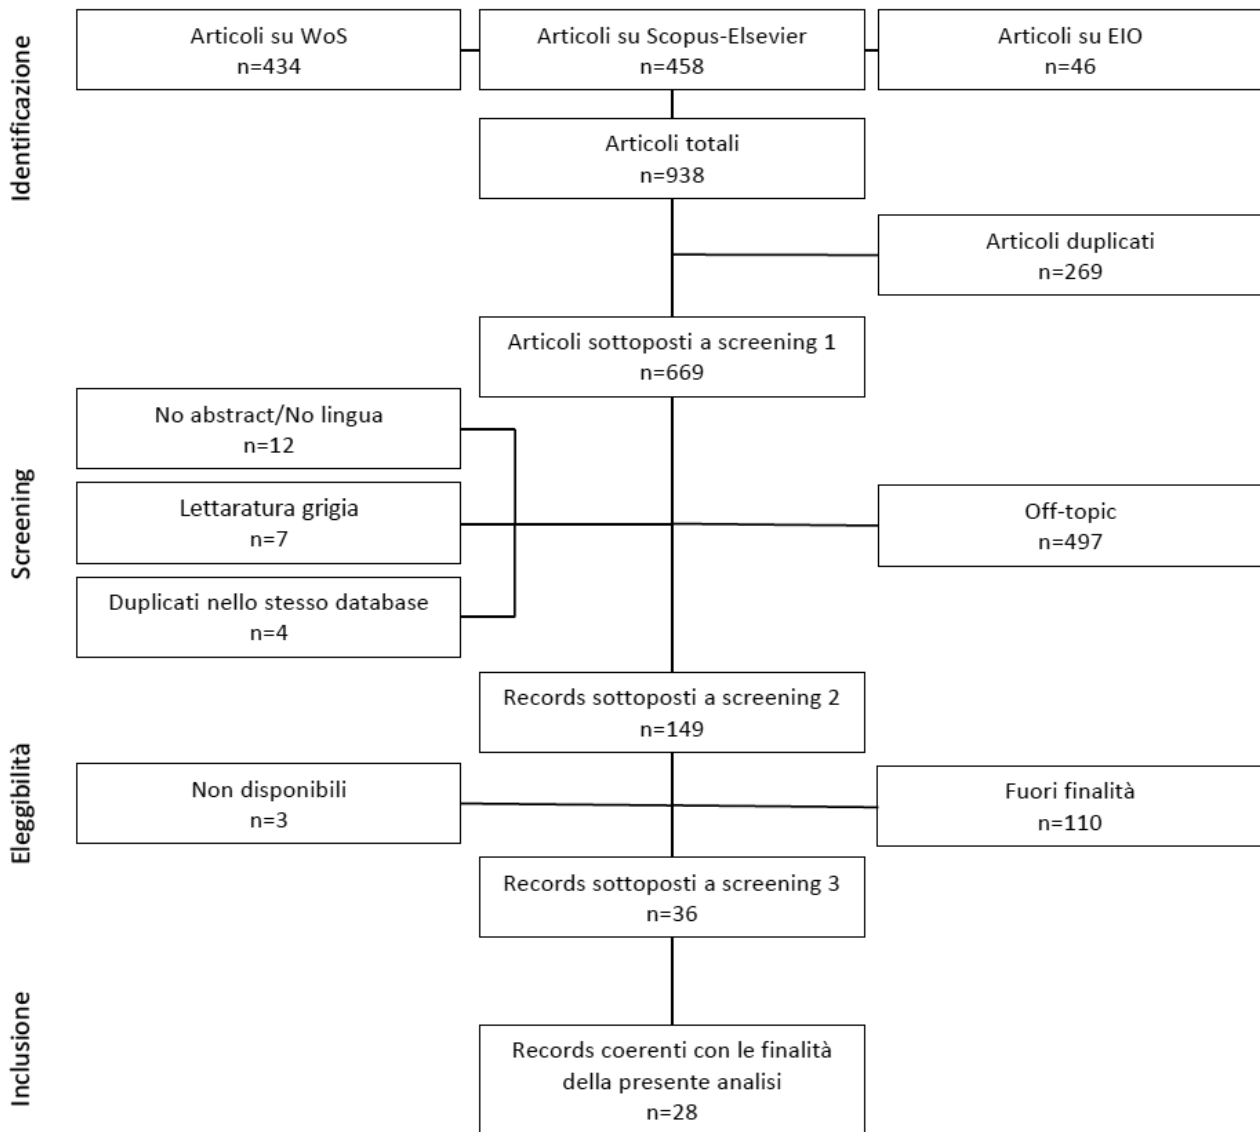 Identificazione
Articoli su WoS
n=434
Articoli su Scopus-Elsevier
n=458
Articoli su EIO
n=46
Articoli totali
n=938
Articoli duplicati
n=269
Screening
Articoli sottoposti a screening 1
n=669
No abstract/No lingua
n=12
Lettaratura grigia
n=7
Duplicati nello stesso database
n=4
Off-topic
n=497
Eleggibilità
Records sottoposti a screening 2
n=149
Non disponibili
n=3
Fuori finalità
n=110
Records sottoposti a screening 3
n=36
Inclusione
Records coerenti con le finalità
della presente analisi
n=28